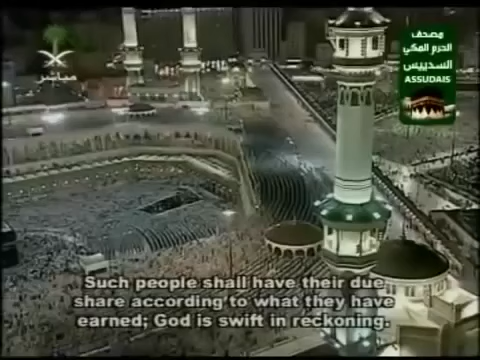 مباشر
مصحف
الحرم المكي
السديس
ASSUDAIS
Such people shall have their due
share according to what they have
earned; God is swift in reckoning.